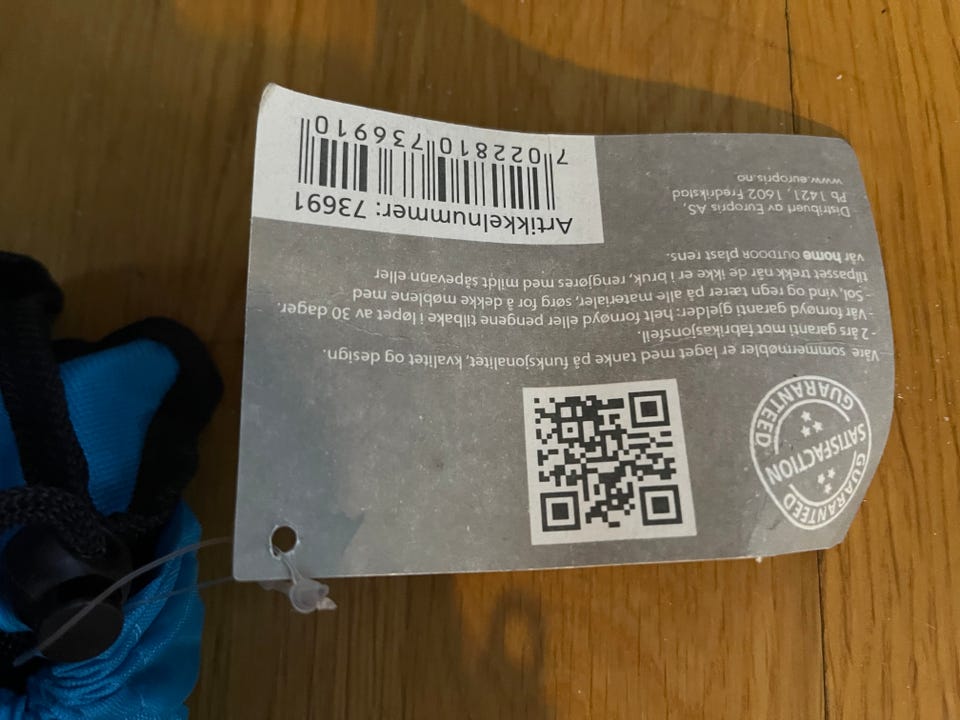 GUARANTEED
SATISFACTION
GUARANTEED
Våre sommermøbler er laget med tanke på funksjonalitet, kvalitet og design.
- 2 års garanti mot fabrikasjonsfeil
- Vår fornøyd garanti gjelder: helt fornøyd eller pengene tilbake i løpet av 30 dager.
- Sol, vind og regn tærer på alle materialer, sørg for å dekke møblene med
tilpasset trekk når de ikke er i bruk, rengjøres med mildt såpevann eller
vår home OUTDOOR plast rens.
Distribuert av Europris AS,
Pb 1421, 1602 Fredrikstad
www.europris.no
Artikkelnummer: 73691
7 022810 736910